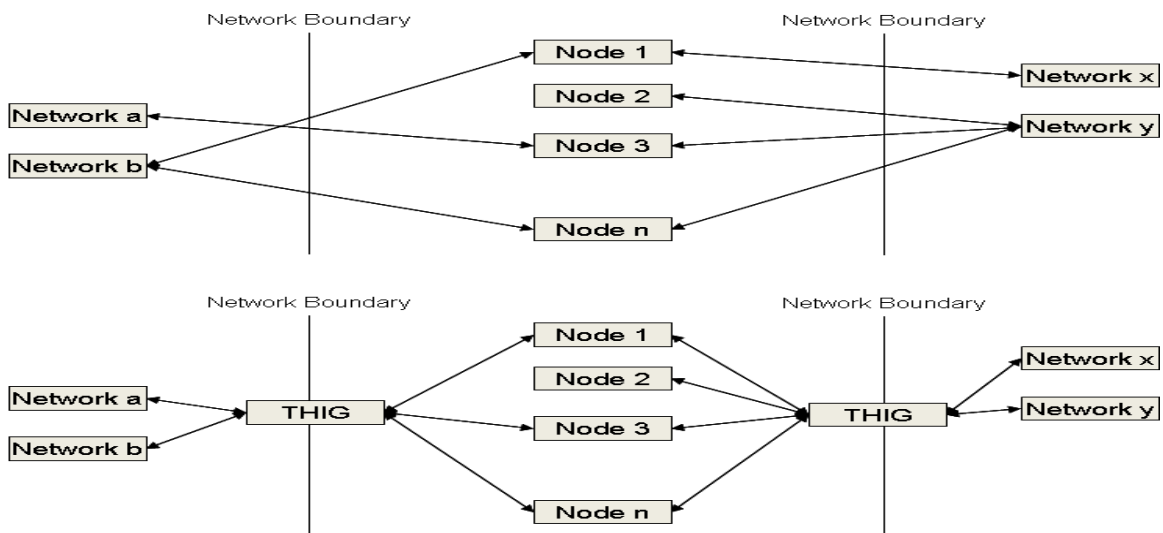 Network Boundary
Network Boundary
Node 1
Network x
Node 2
Network a
Network y
Node 3
Network b
Node n
Network Boundary
Network Boundary
Node 1
Network x
Node 2
Network a
THIG
THIG
Network y
Node 3
Network b
Node n